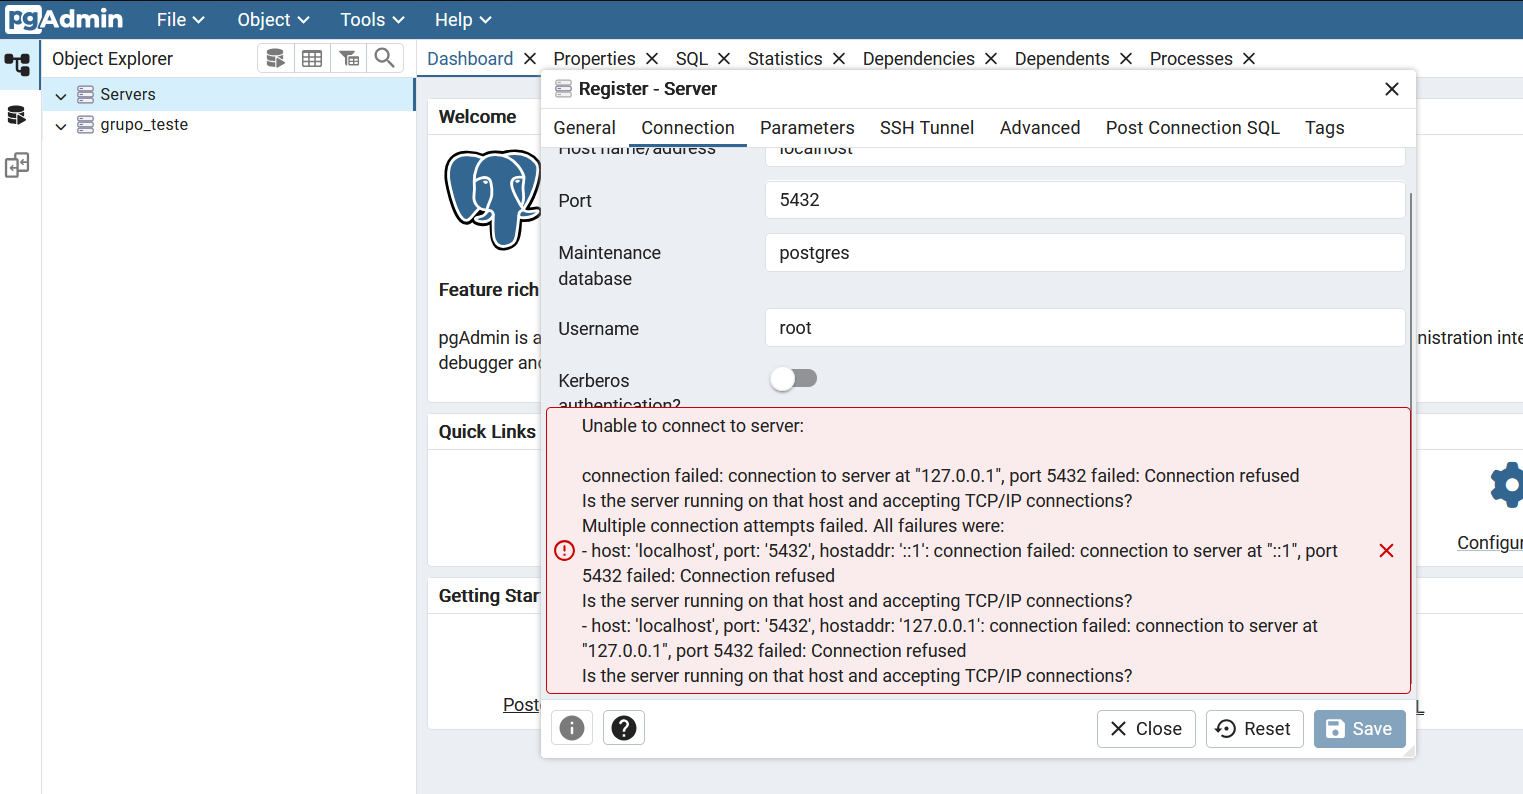 pgAdmin File Object Tools Help
Object Explorer
Servers
grupo_teste
Dashboard Properties SQL Statistics Dependencies Dependents Processes
Welcome
Feature rich
pgAdmin is a
nistration inte
debugger and
Quick Links
Configur
Getting Star
Post
L
Register - Server
General Connection Parameters SSH Tunnel Advanced Post Connection SQL Tags
Host name/address localhost
Port 5432
Maintenance database postgres
Username root
Kerberos authentication?
Unable to connect to server:
connection failed: connection to server at "127.0.0.1", port 5432 failed: Connection refused
Is the server running on that host and accepting TCP/IP connections?
Multiple connection attempts failed. All failures were:
- host: 'localhost', port: '5432', hostaddr: '::1': connection failed: connection to server at "::1", port
5432 failed: Connection refused
Is the server running on that host and accepting TCP/IP connections?
- host: 'localhost', port: '5432', hostaddr: '127.0.0.1': connection failed: connection to server at
"127.0.0.1", port 5432 failed: Connection refused
Is the server running on that host and accepting TCP/IP connections?
Close Reset Save